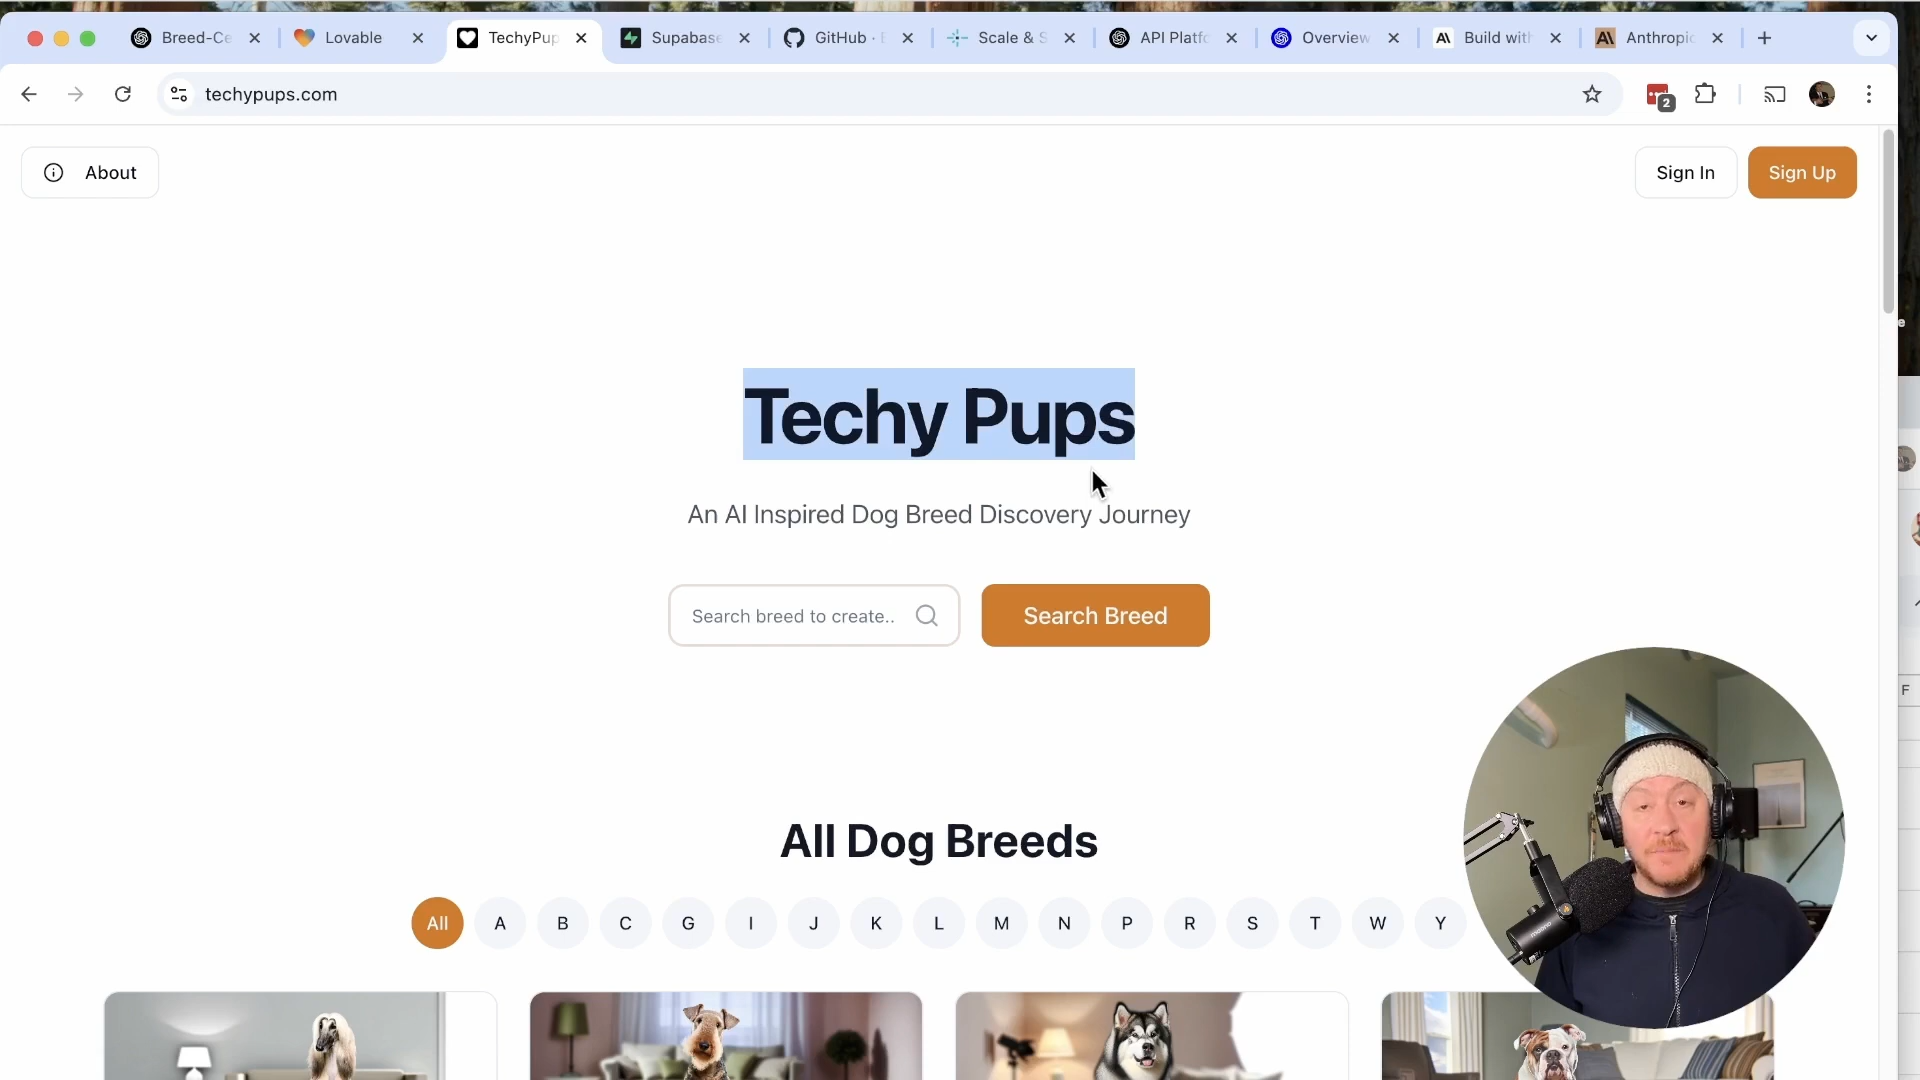 Breed-Ce
Lovable
TechyPup
Supabase
GitHub ·
Scale & S
API Platfo
Overview
Build with
Anthropic
techypups.com
2
About
Sign In
Sign Up
Techy Pups
An AI Inspired Dog Breed Discovery Journey
Search breed to create..
Search Breed
F
All Dog Breeds
All A B C G I J K L M N P R S T W Y